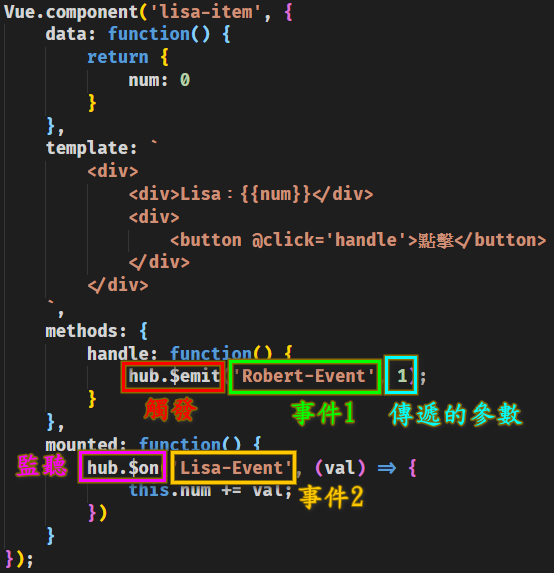 Vue.component('lisa-item', {
    data: function() {
        return {
            num: 0
        }
    },
    template: `
        <div>
            <div>Lisa：{{num}}</div>
            <div>
                <button @click='handle'>點擊</button>
            </div>
        </div>
    `,
    methods: {
        handle: function() {
            hub.$emit('Robert-Event', 1);
觸發 事件1 傳遞的參數
        }
    },
    mounted: function() {
監聽 hub.$on('Lisa-Event', (val) => {
            this.num += val;
事件2
        })
    }
});